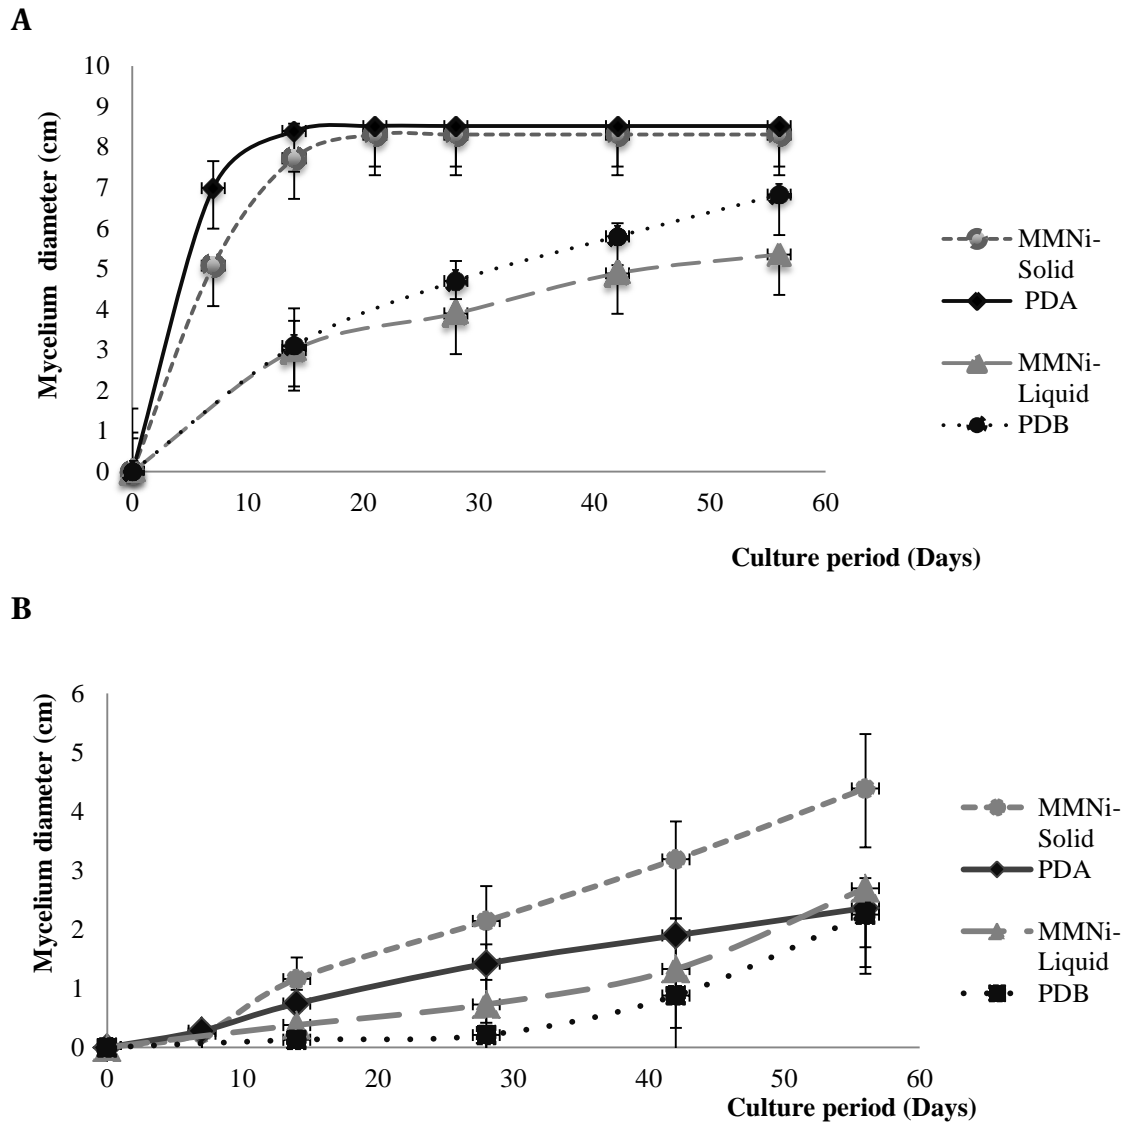 A
10
9
8
7
6
5
4
3
2
1
0
Mycelium diameter (cm)
0 10 20 30 40 50 60
Culture period (Days)
MMNi-
Solid
PDA
MMNi-
Liquid
PDB
B
6
5
4
3
2
1
0
Mycelium diameter (cm)
0 10 20 30 40 50 60
Culture period (Days)
MMNi-
Solid
PDA
MMNi-
Liquid
PDB